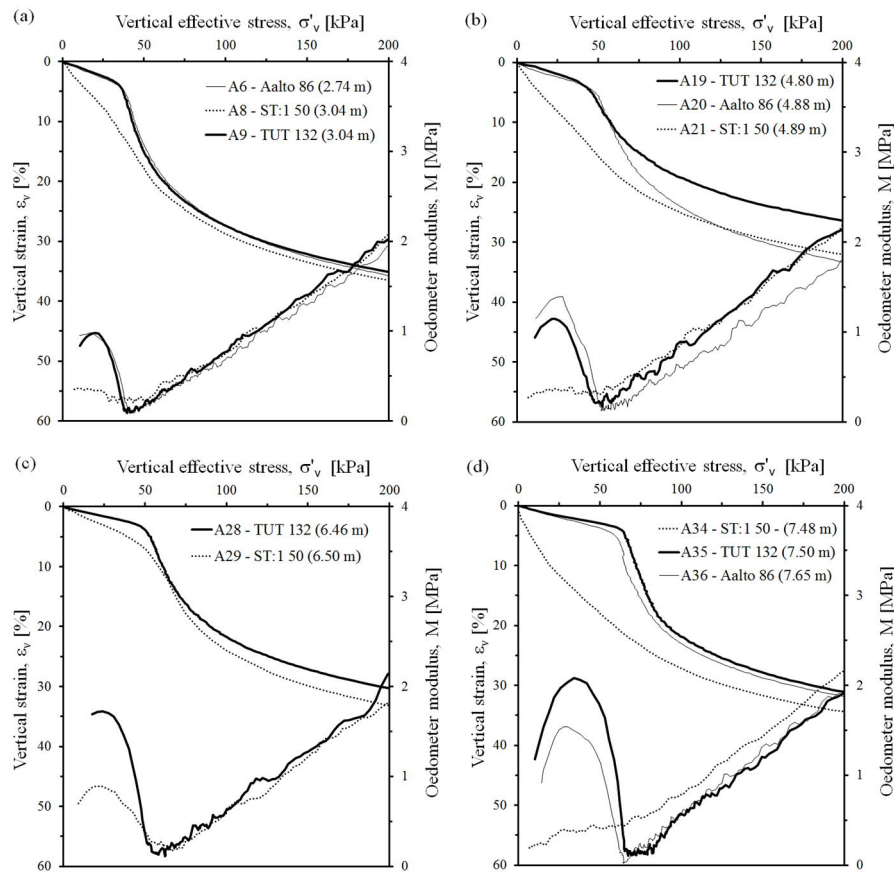 (a)
Vertical effective stress, σ'v [kPa]
0 50 100 150 200
0 10 20 30 40 50 60
Vertical strain, εv [%]
A6 - Aalto 86 (2.74 m)
A8 - ST:1 50 (3.04 m)
A9 - TUT 132 (3.04 m)
4 3 2 1 0
Oedometer modulus, M [MPa]
(b)
Vertical effective stress, σ'v [kPa]
0 50 100 150 200
0 10 20 30 40 50 60
Vertical strain, εv [%]
A19 - TUT 132 (4.80 m)
A20 - Aalto 86 (4.88 m)
A21 - ST:1 50 (4.89 m)
4 3 2 1 0
Oedometer modulus, M [MPa]
(c)
Vertical effective stress, σ'v [kPa]
0 50 100 150 200
0 10 20 30 40 50 60
Vertical strain, εv [%]
A28 - TUT 132 (6.46 m)
A29 - ST:1 50 (6.50 m)
4 3 2 1 0
Oedometer modulus, M [MPa]
(d)
Vertical effective stress, σ'v [kPa]
0 50 100 150 200
0 10 20 30 40 50 60
Vertical strain, εv [%]
A34 - ST:1 50 - (7.48 m)
A35 - TUT 132 (7.50 m)
A36 - Aalto 86 (7.65 m)
4 3 2 1 0
Oedometer modulus, M [MPa]